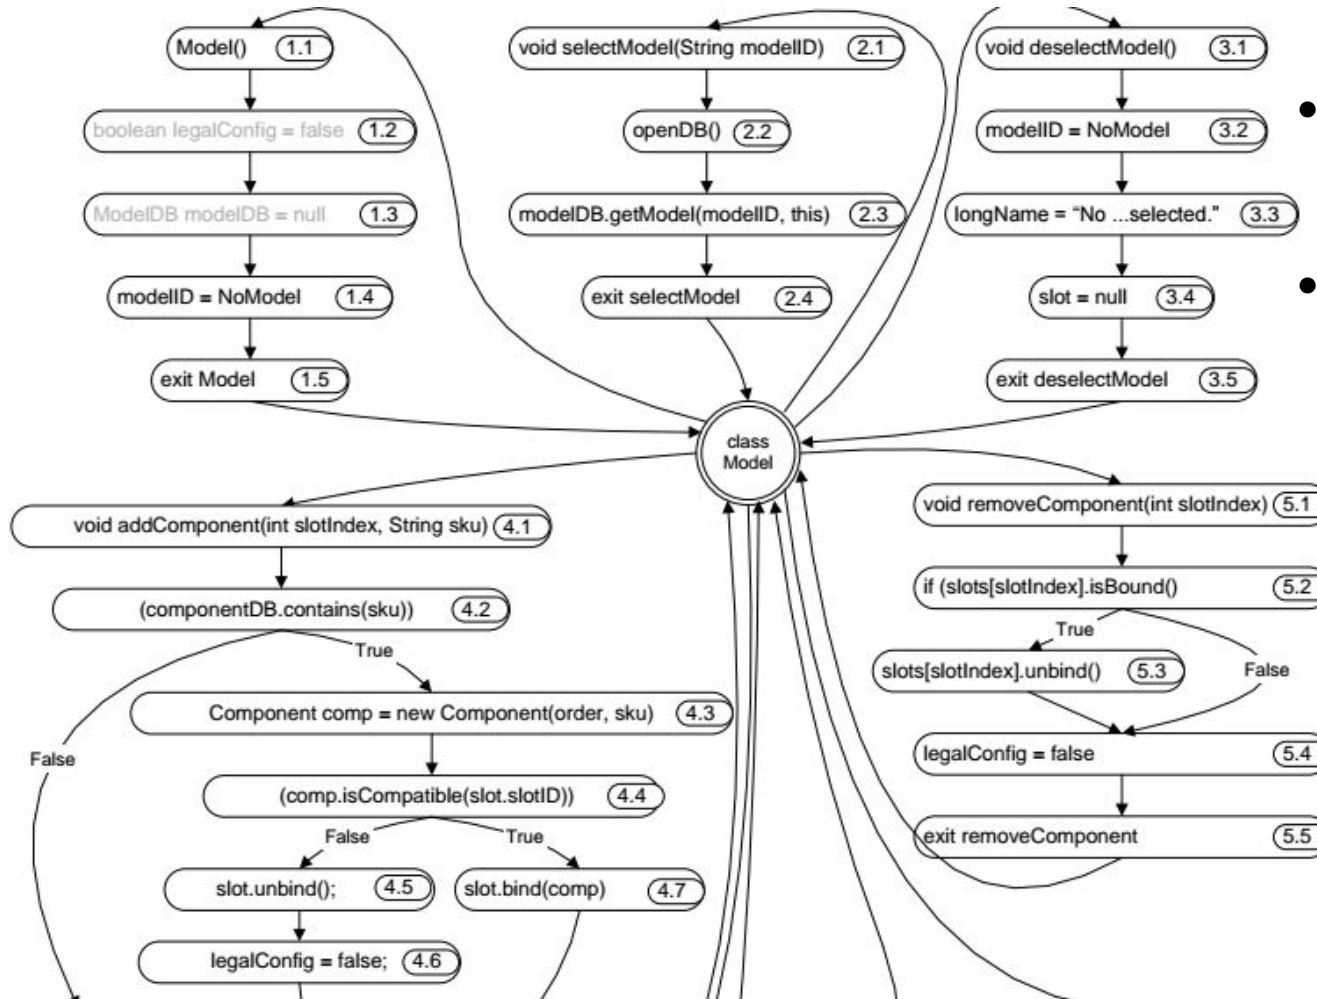 Model() 1.1
boolean legalConfig = false 1.2
ModelDB modelDB = null 1.3
modelID = NoModel 1.4
exit Model 1.5
void selectModel(String modelID) 2.1
openDB() 2.2
modelDB.getModel(modelID, this) 2.3
exit selectModel 2.4
void deselectModel() 3.1
modelID = NoModel 3.2
longName = “No ...selected." 3.3
slot = null 3.4
exit deselectModel 3.5
class
Model
void addComponent(int slotIndex, String sku) 4.1
(componentDB.contains(sku)) 4.2
True
False
Component comp = new Component(order, sku) 4.3
(comp.isCompatible(slot.slotID)) 4.4
False
True
slot.unbind(); 4.5
slot.bind(comp) 4.7
legalConfig = false; 4.6
void removeComponent(int slotIndex) 5.1
if (slots[slotIndex].isBound() 5.2
True
False
slots[slotIndex].unbind() 5.3
legalConfig = false 5.4
exit removeComponent 5.5